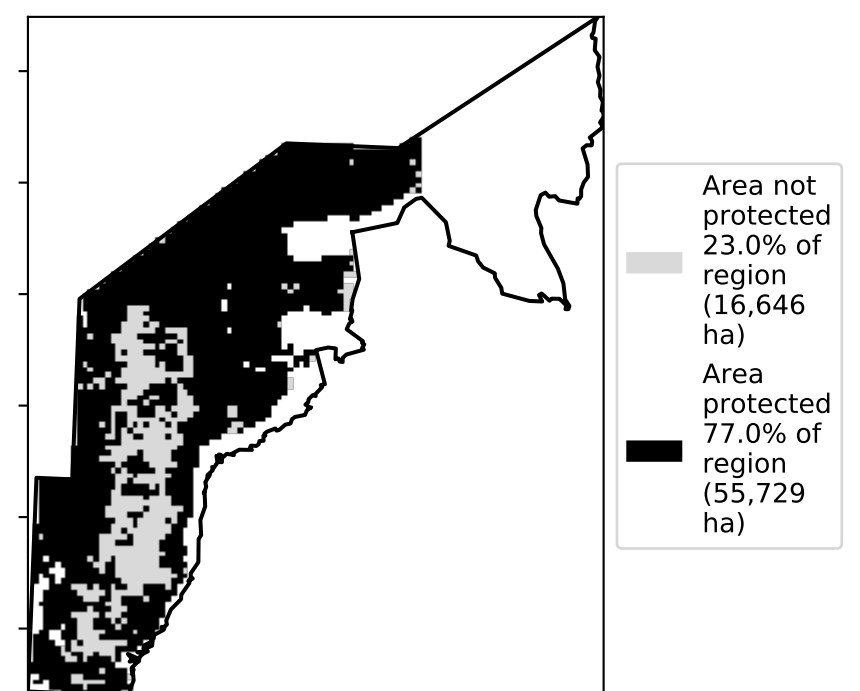 Area not
protected
23.0% of
region
(16,646
ha)
Area
protected
77.0% of
region
(55,729
ha)